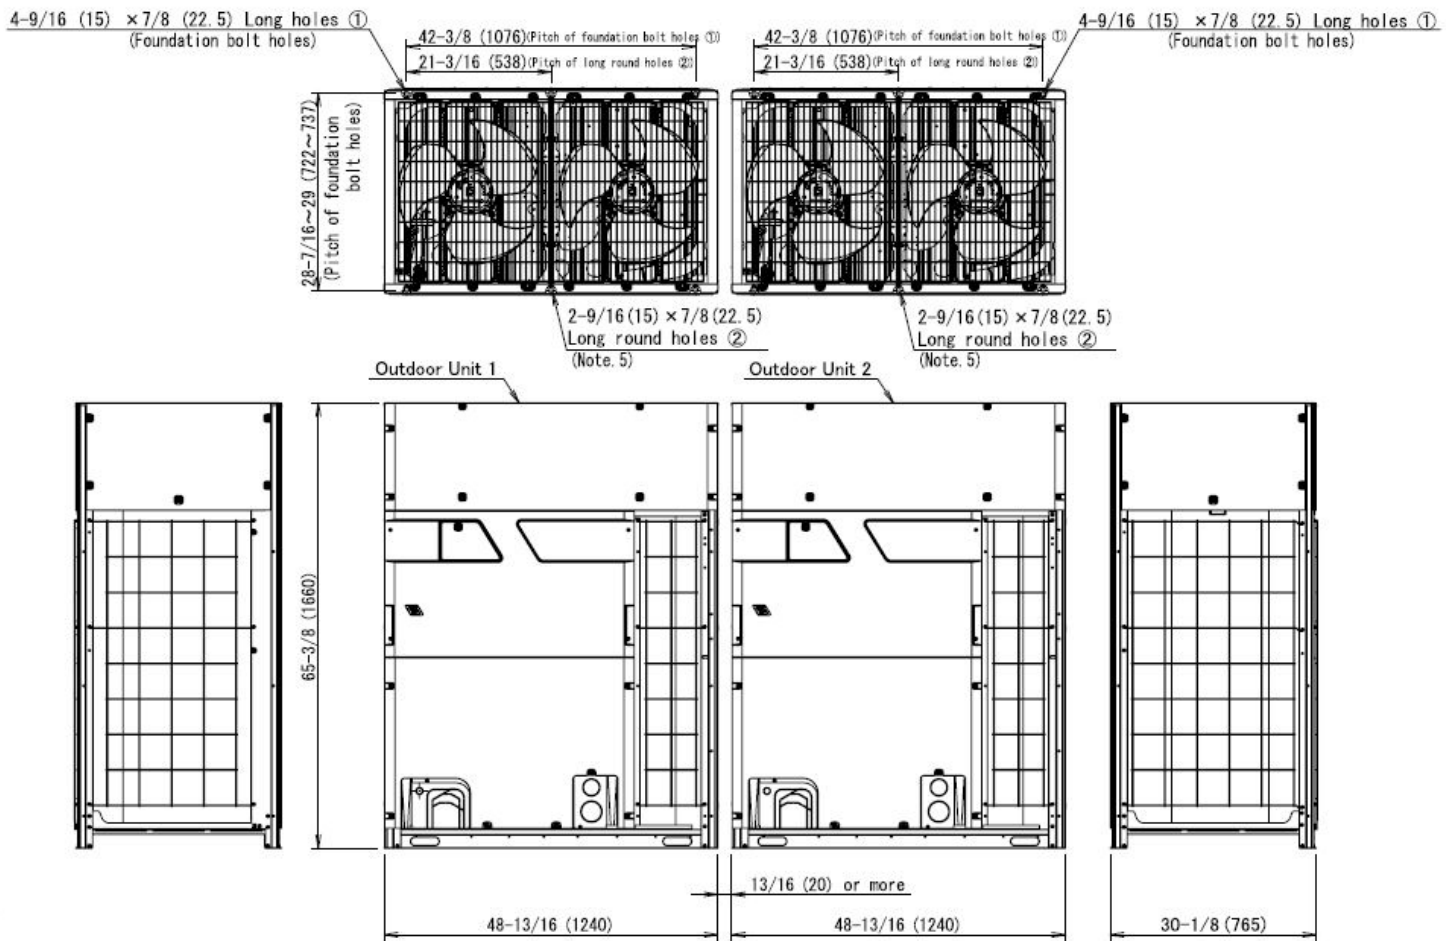 4-9/16 (15) ×7/8 (22.5) Long holes ①
(Foundation bolt holes)
42-3/8 (1076)(Pitch of foundation bolt holes ①)
21-3/16 (538)(Pitch of long round holes ②)
42-3/8 (1076)(Pitch of foundation bolt holes ①)
21-3/16 (538)(Pitch of long round holes ②)
4-9/16 (15) ×7/8 (22.5) Long holes ①
(Foundation bolt holes)
28-7/16~29 (722~737)
(Pitch of foundation
bolt holes)
2-9/16(15)×7/8(22.5)
Long round holes ②
(Note.5)
2-9/16(15)×7/8(22.5)
Long round holes ②
(Note.5)
Outdoor Unit 1
Outdoor Unit 2
65-3/8 (1660)
13/16 (20) or more
48-13/16 (1240)
48-13/16 (1240)
30-1/8 (765)